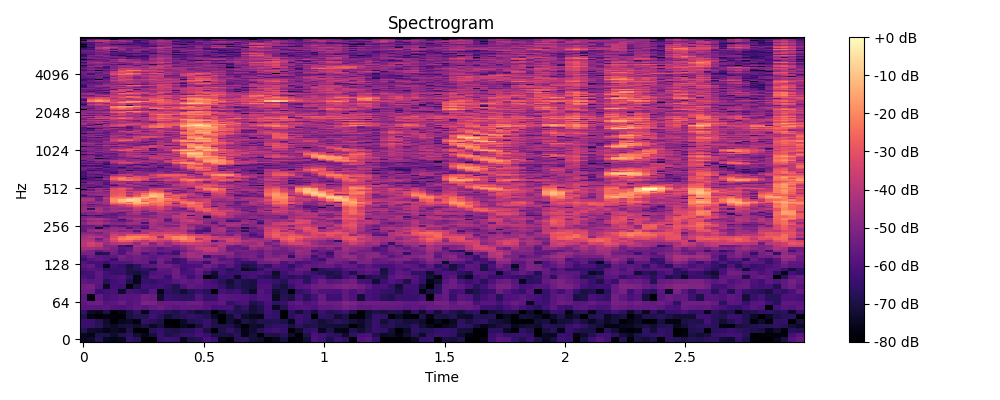 Spectrogram
Hz
4096
2048
1024
512
256
128
64
0
0
0.5
1
1.5
2
2.5
Time
+0 dB
-10 dB
-20 dB
-30 dB
-40 dB
-50 dB
-60 dB
-70 dB
-80 dB